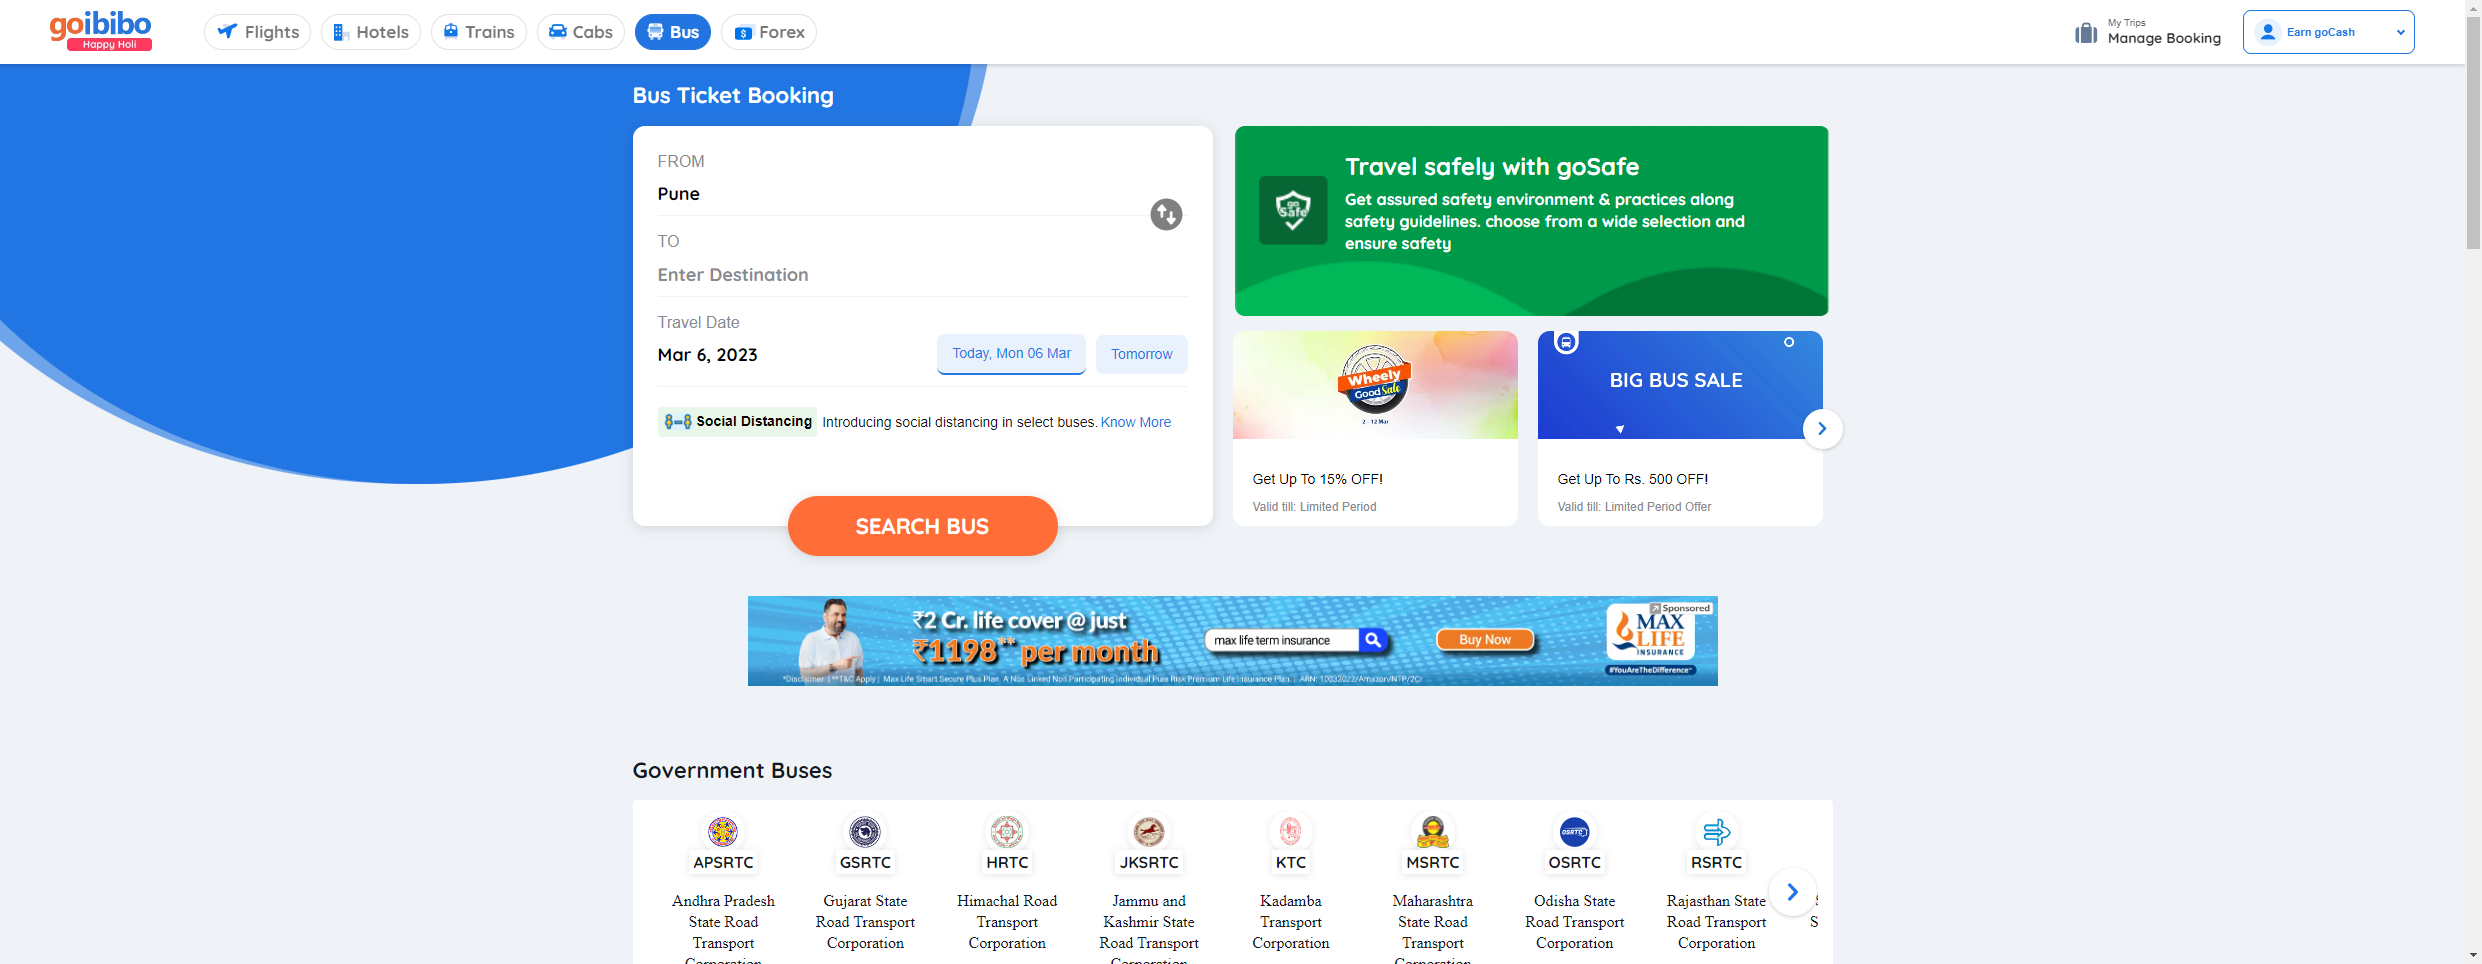 goibibo
Happy Holi
Flights
Hotels
Trains
Cabs
Bus
$
Forex
My Trips
Manage Booking
Earn goCash
Bus Ticket Booking
FROM
Pune
TO
Enter Destination
Travel Date
Mar 6, 2023
Today, Mon 06 Mar
Tomorrow
Social Distancing
Introducing social distancing in select buses. Know More
SEARCH BUS
go
Safe
Travel safely with goSafe
Get assured safety environment & practices along
safety guidelines. choose from a wide selection and
ensure safety
Wheely
Good Sale
2 - 12 Mar
Get Up To 15% OFF!
Valid till: Limited Period
BIG BUS SALE
Get Up To Rs. 500 OFF!
Valid till: Limited Period Offer
₹2 Cr. life cover @ just
₹1198** per month
*Disclaimer | **T&C Apply | Max Life Smart Secure Plus Plan. A Non Linked Non Participating Individual Pure Risk Premium Life Insurance Plan. | ARN: 10032022/Amazon/NTP/2Cr
max life term insurance
Buy Now
Sponsored
MAX
LIFE
INSURANCE
#YouAreTheDifference™
Government Buses
APSRTC
Andhra Pradesh
State Road
Transport
Corporation
GSRTC
Gujarat State
Road Transport
Corporation
HRTC
Himachal Road
Transport
Corporation
JKSRTC
Jammu and
Kashmir State
Road Transport
Corporation
KTC
Kadamba
Transport
Corporation
MSRTC
Maharashtra
State Road
Transport
Corporation
OSRTC
OSRTC
Odisha State
Road Transport
Corporation
RSRTC
Rajasthan State
Road Transport
Corporation
S